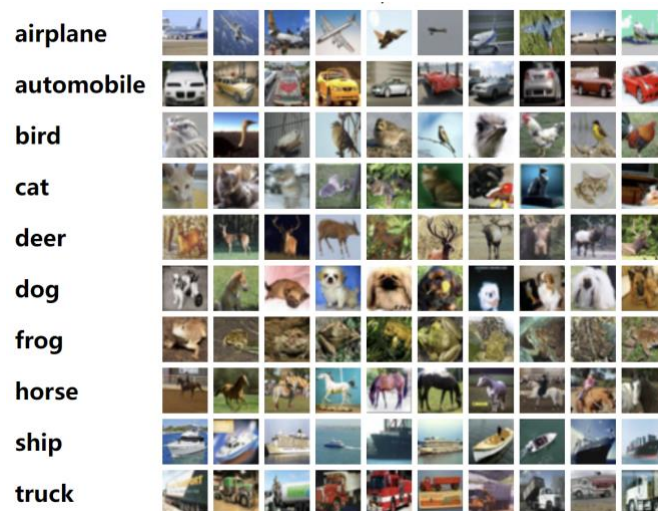 airplane
automobile
bird
cat
deer
dog
frog
horse
ship
truck